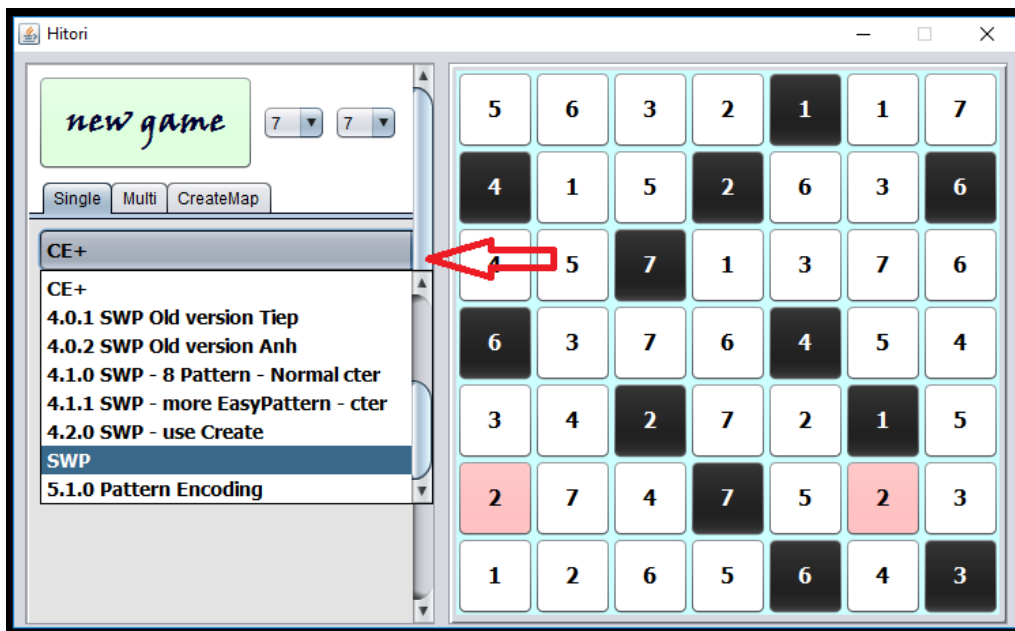 Hitori
new game 7 7
Single Multi CreateMap
CE+
CE+
4.0.1 SWP Old version Tiep
4.0.2 SWP Old version Anh
4.1.0 SWP - 8 Pattern - Normal cter
4.1.1 SWP - more EasyPattern - cter
4.2.0 SWP - use Create
SWP
5.1.0 Pattern Encoding
5 6 3 2 1 1 7
4 1 5 2 6 3 6
4 5 7 1 3 7 6
6 3 7 6 4 5 4
3 4 2 7 2 1 5
2 7 4 7 5 2 3
1 2 6 5 6 4 3